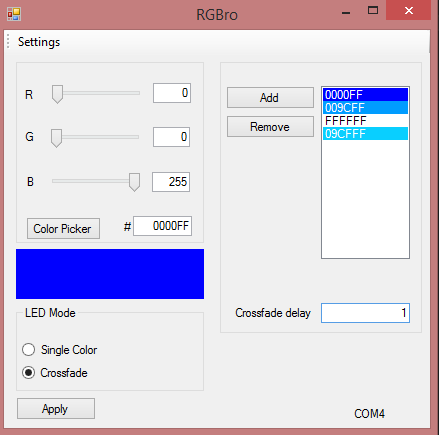 RGBro
Settings
R 0
G 0
B 255
Color Picker # 0000FF
LED Mode
Single Color
Crossfade
Apply
Add
Remove
0000FF
009CFF
FFFFFF
09CFFF
Crossfade delay 1
COM4